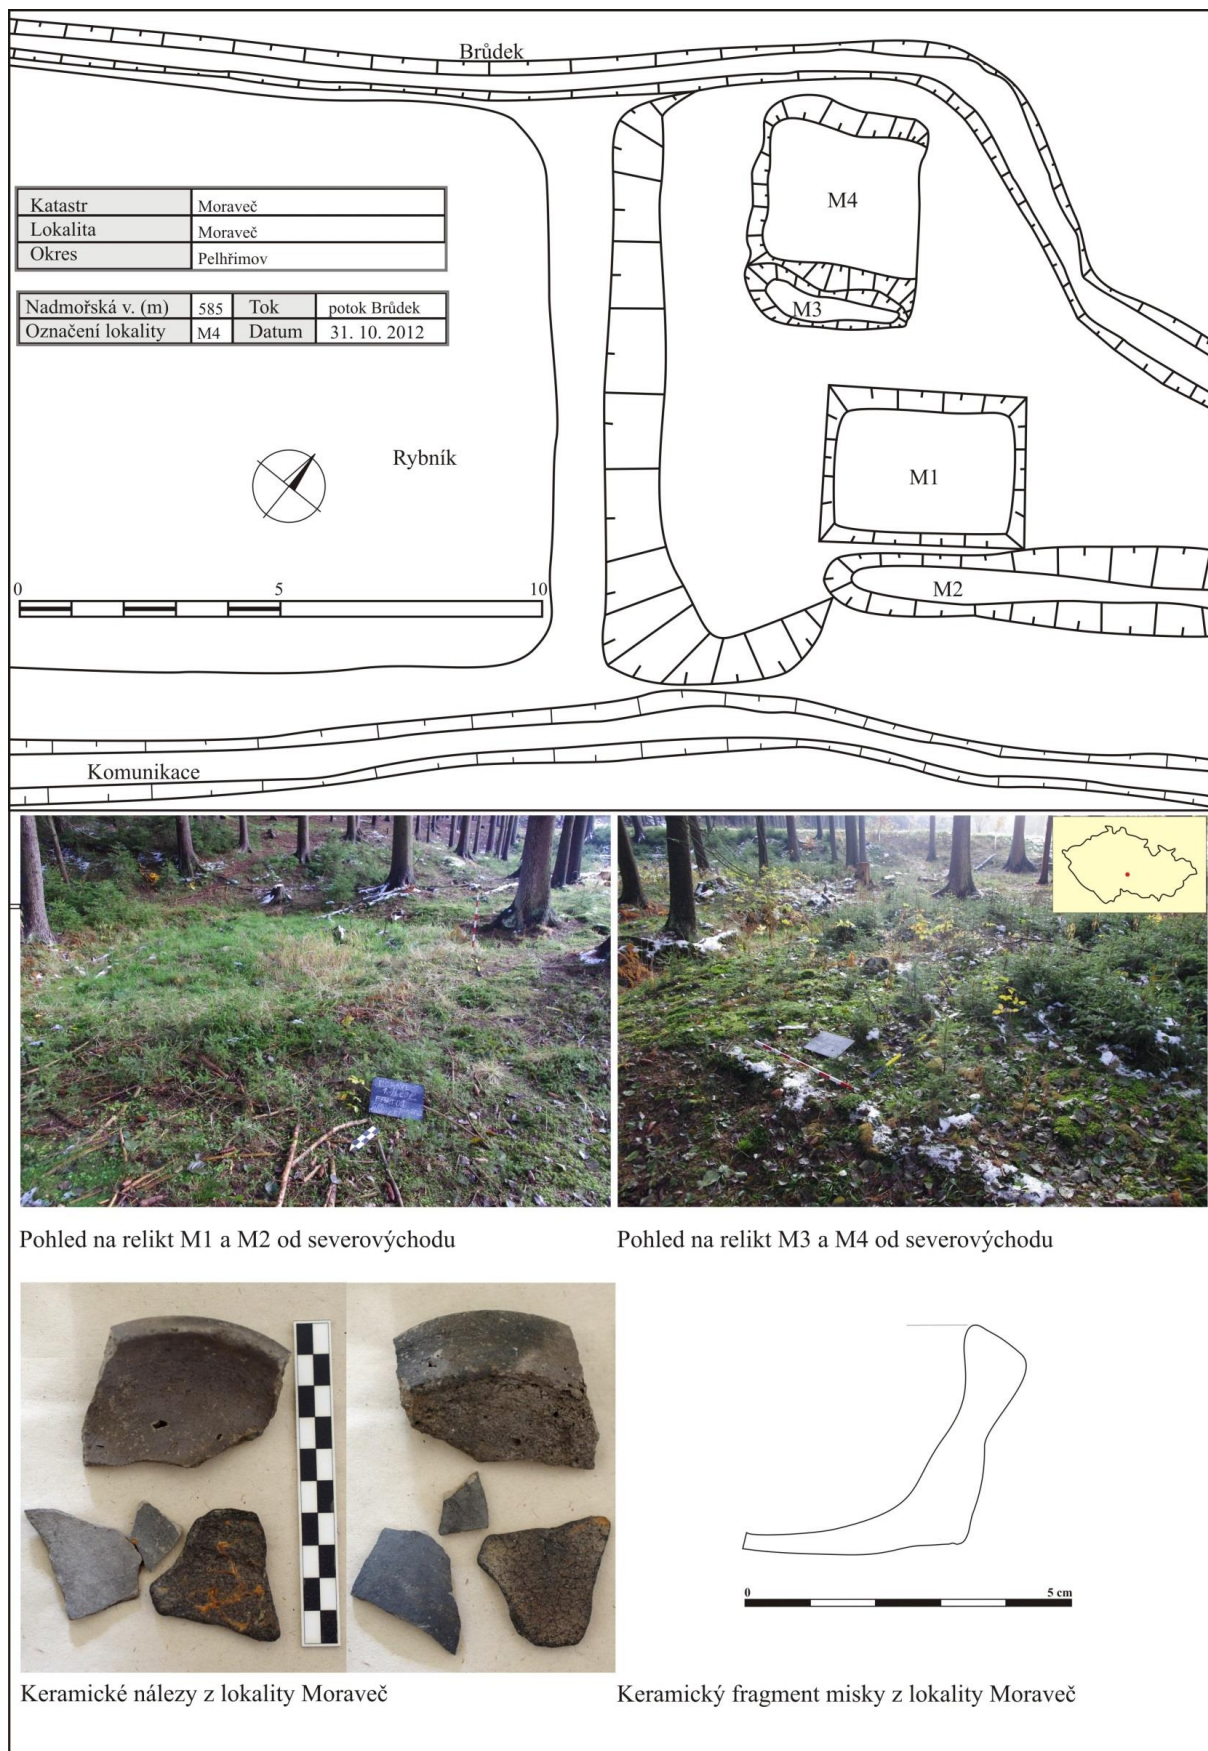 Brůdek
M4
Katastr Moraveč
Lokalita Moraveč
Okres Pelhřimov
M3
Nadmořská v. (m) 585 Tok potok Brůdek
Označení lokality M4 Datum 31. 10. 2012
Rybník
M1
0 5 10
M2
Komunikace
Pohled na relikt M1 a M2 od severovýchodu
Pohled na relikt M3 a M4 od severovýchodu
0 5 cm
Keramické nálezy z lokality Moraveč
Keramický fragment misky z lokality Moraveč